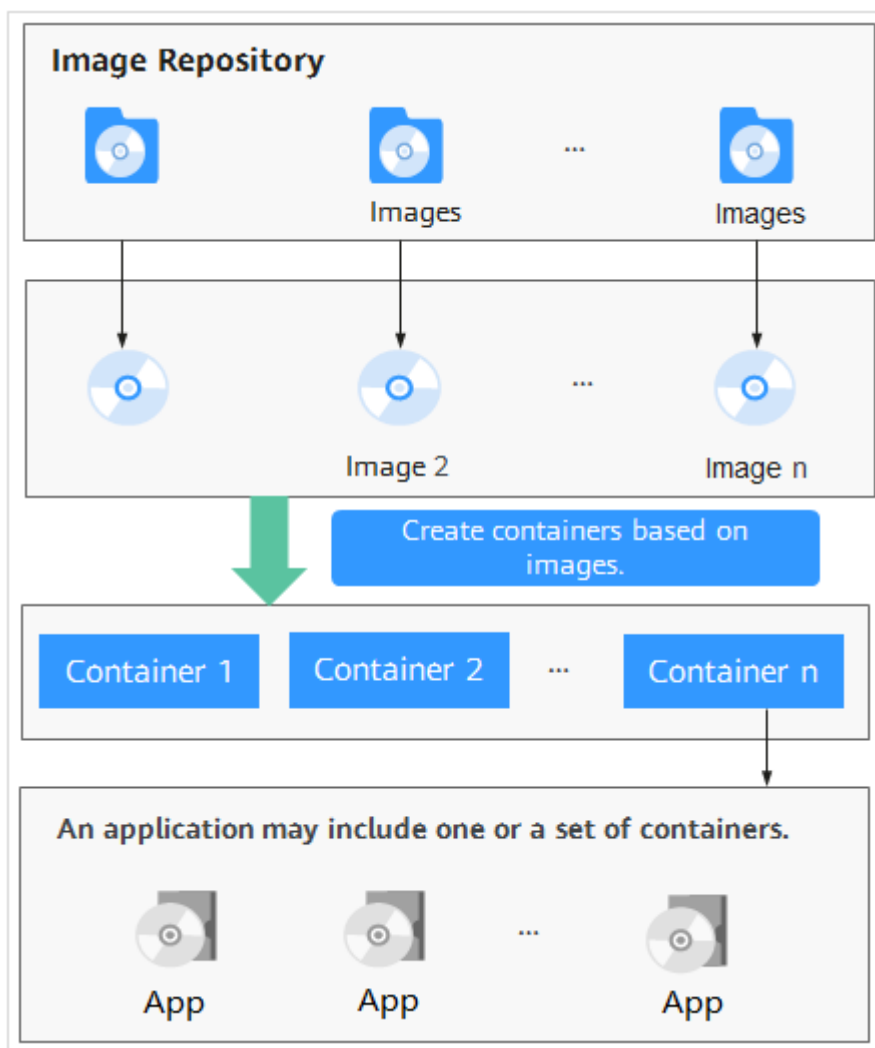 Image Repository
...
Images
Images
...
Image 2
Image n
Create containers based on
images.
Container 1
Container 2
...
Container n
An application may include one or a set of containers.
...
App
App
App